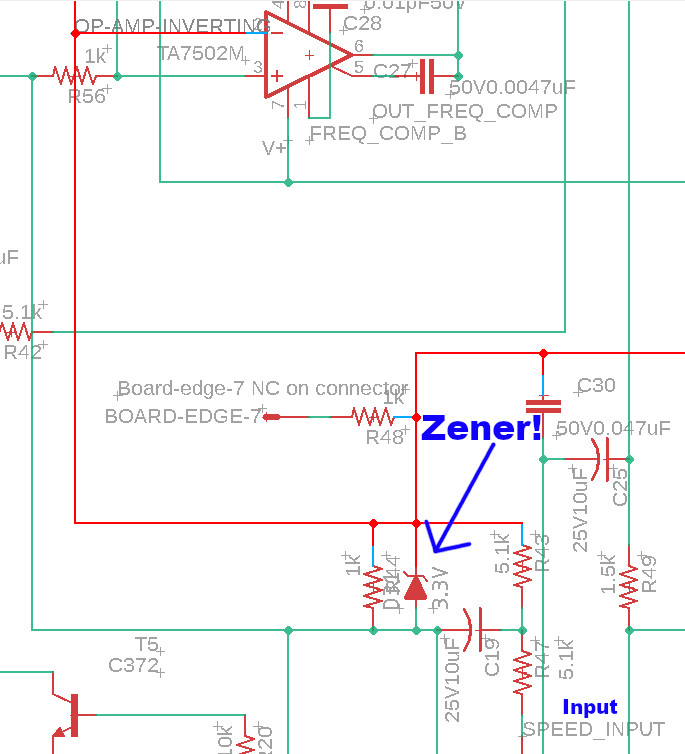 0.01pF50V
OP-AMP-INVERTING
2
4
8
C28
1k
TA7502M
6
R56
3
5
C27
50V0.0047uF
7
1
OUT_FREQ_COMP
FREQ_COMP_B
V+
uF
5.1k
R42
Board-edge-7 NC on connector
1k
C30
BOARD-EDGE-7
R48
Zener!
50V0.047uF
25V10uF
C25
1k
R44
3.3V
5.1k
R43
1.5k
R49
T5
C372
25V10uF
C19
R47
5.1k
Input
SPEED_INPUT
10k
R20